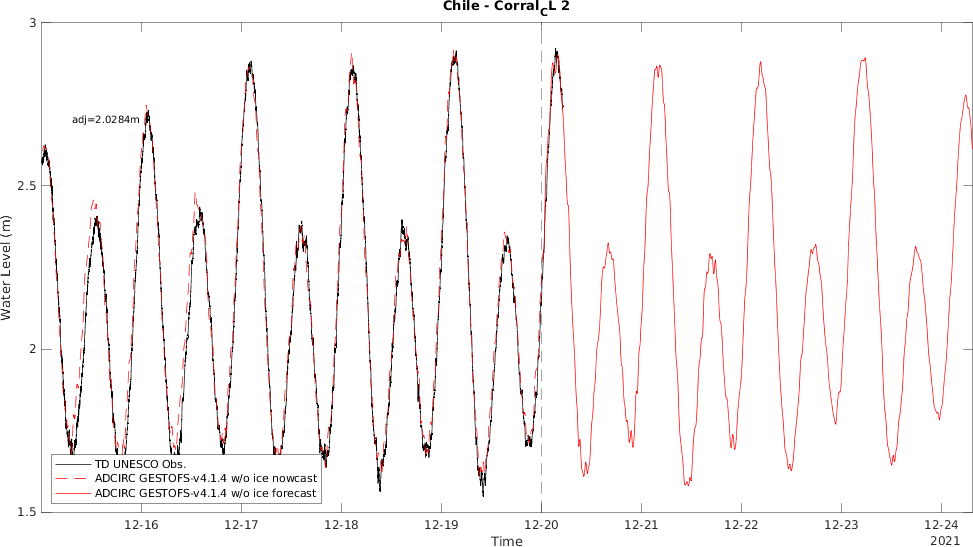 Chile - Corral_CL 2
3
adj=2.0284m
2.5
Water Level (m)
2
TD UNESCO Obs.
ADCIRC GESTOFS-v4.1.4 w/o ice nowcast
ADCIRC GESTOFS-v4.1.4 w/o ice forecast
1.5
12-16 12-17 12-18 12-19 12-20 12-21 12-22 12-23 12-24
Time 2021